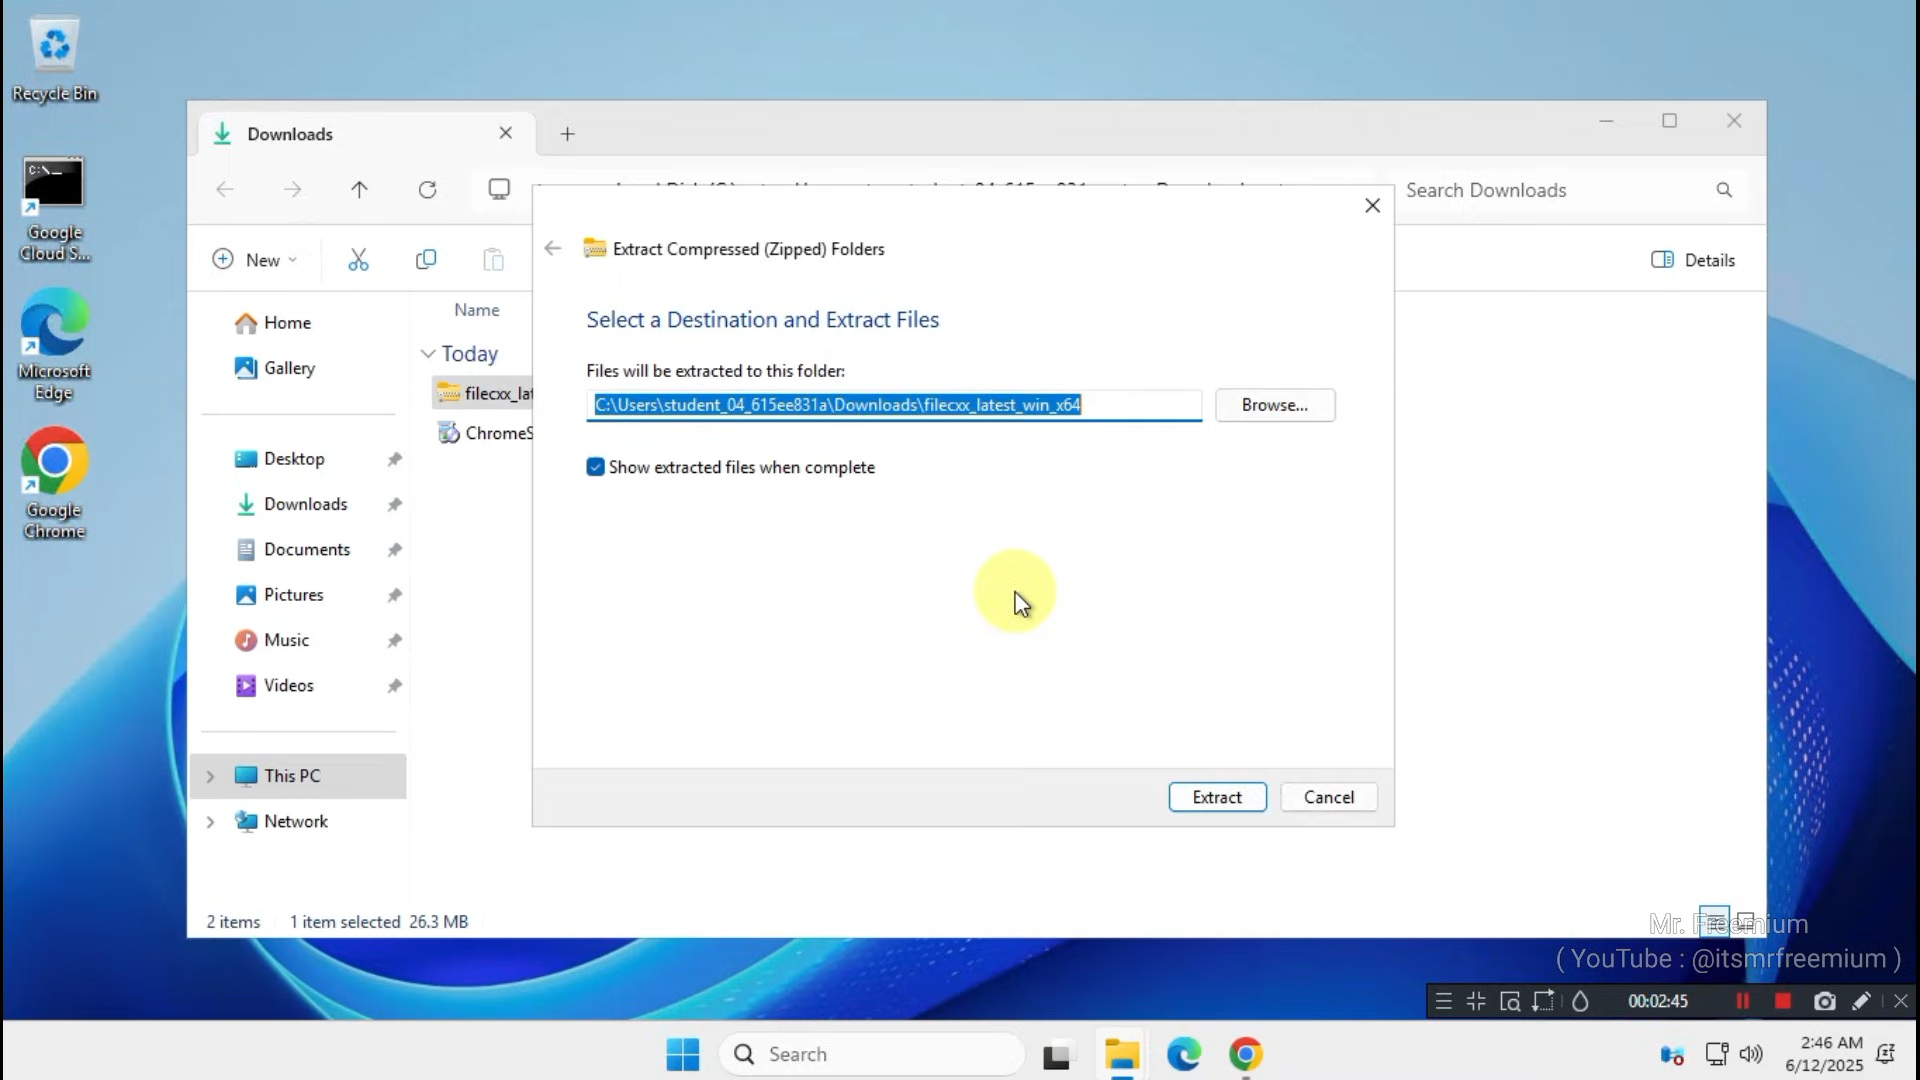 Recycle Bin
Google
Cloud S...
Microsoft
Edge
Google
Chrome
Downloads
Search Downloads
New
Details
Home
Gallery
Desktop
Downloads
Documents
Pictures
Music
Videos
This PC
Network
Name
Today
filecxx_lat
ChromeS
Extract Compressed (Zipped) Folders
Select a Destination and Extract Files
Files will be extracted to this folder:
C:\Users\student_04_615ee831a\Downloads\filecxx_latest_win_x64
Browse...
Show extracted files when complete
Extract
Cancel
2 items
1 item selected 26.3 MB
Mr. Freemium
( YouTube : @itsmrfreemium )
00:02:45
Search
2:46 AM
6/12/2025